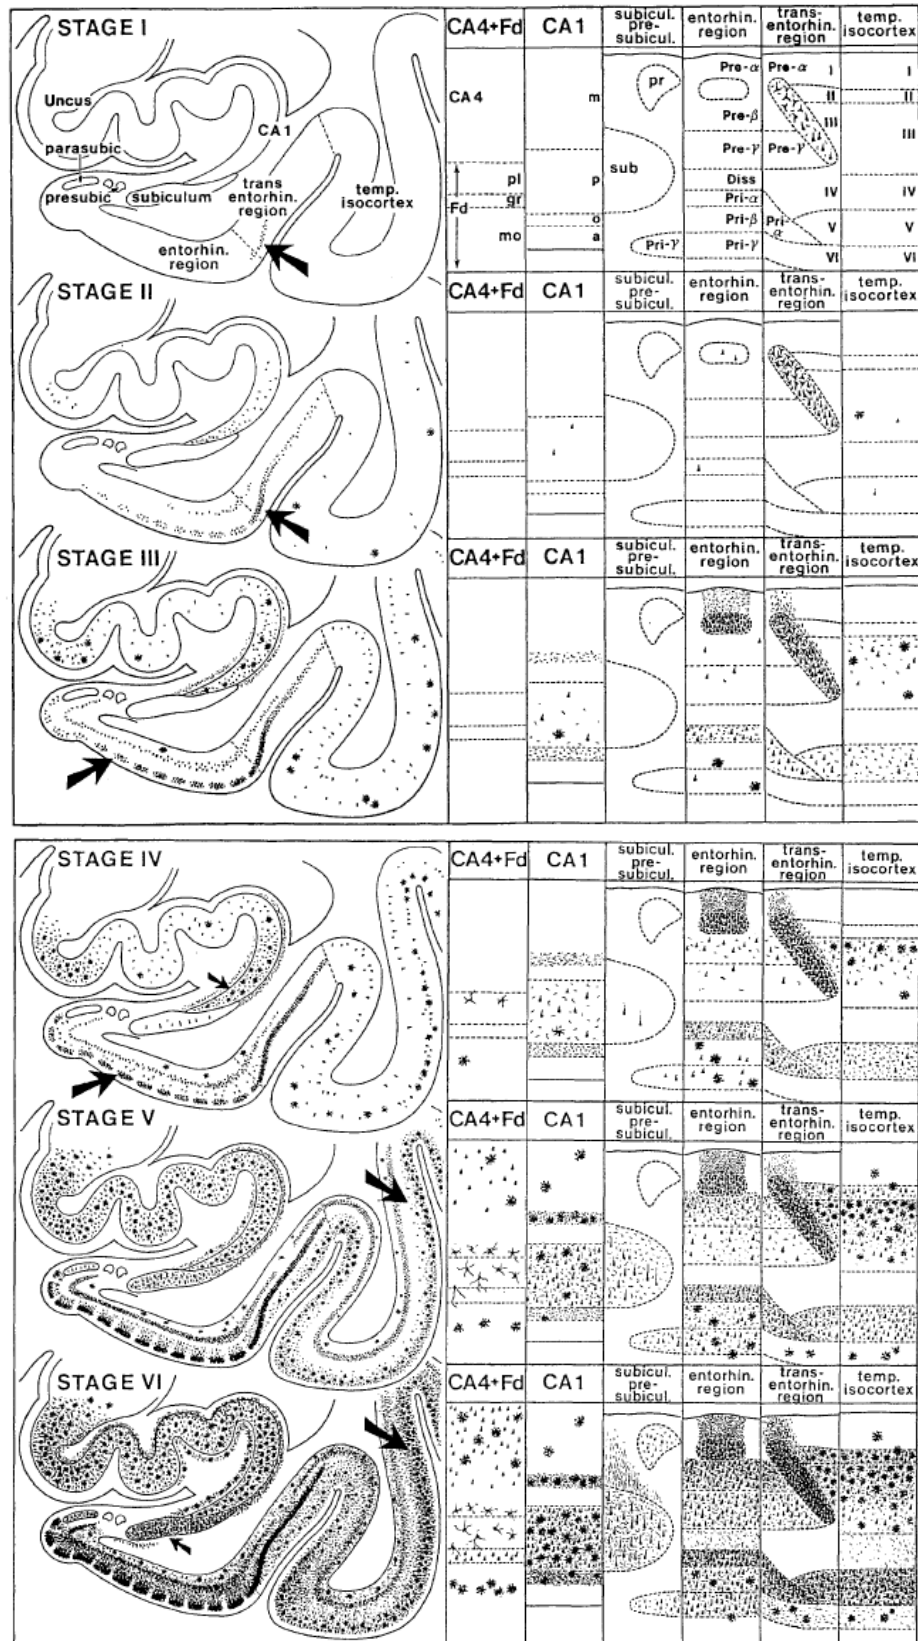 STAGE I
Uncus
CA1
parasubic
presubic
subiculum
trans
entorhin.
region
temp.
isocortex
entorhin.
region
CA4+Fd
CA1
subicul.
pre-
subicul.
entorhin.
region
trans-
entorhin.
region
temp.
isocortex
CA4
pl
gr
Fd
mo
m
p
o
a
pr
sub
Pri-γ
Pre-α
Pre-β
Pre-γ
Diss
Pri-α
Pri-β
Pri-γ
Pre-α
Pre-γ
Pri-
α
I
II
III
IV
V
VI
I
II
III
IV
V
VI
STAGE II
CA4+Fd
CA1
subicul.
pre-
subicul.
entorhin.
region
trans-
entorhin.
region
temp.
isocortex
STAGE III
CA4+Fd
CA1
subicul.
pre-
subicul.
entorhin.
region
trans-
entorhin.
region
temp.
isocortex
STAGE IV
CA4+Fd
CA1
subicul.
pre-
subicul.
entorhin.
region
trans-
entorhin.
region
temp.
isocortex
STAGE V
CA4+Fd
CA1
subicul.
pre-
subicul.
entorhin.
region
trans-
entorhin.
region
temp.
isocortex
STAGE VI
CA4+Fd
CA1
subicul.
pre-
subicul.
entorhin.
region
trans-
entorhin.
region
temp.
isocortex